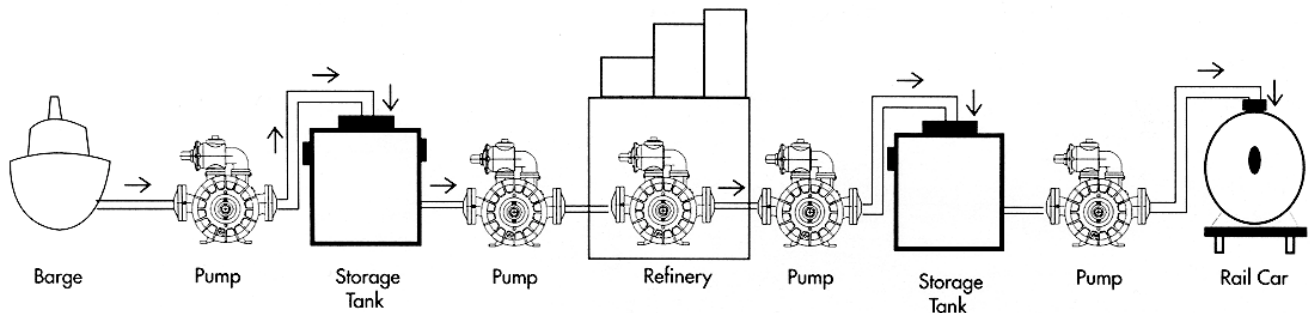 Barge
Pump
Storage
Tank
Pump
Refinery
Pump
Storage
Tank
Pump
Rail Car